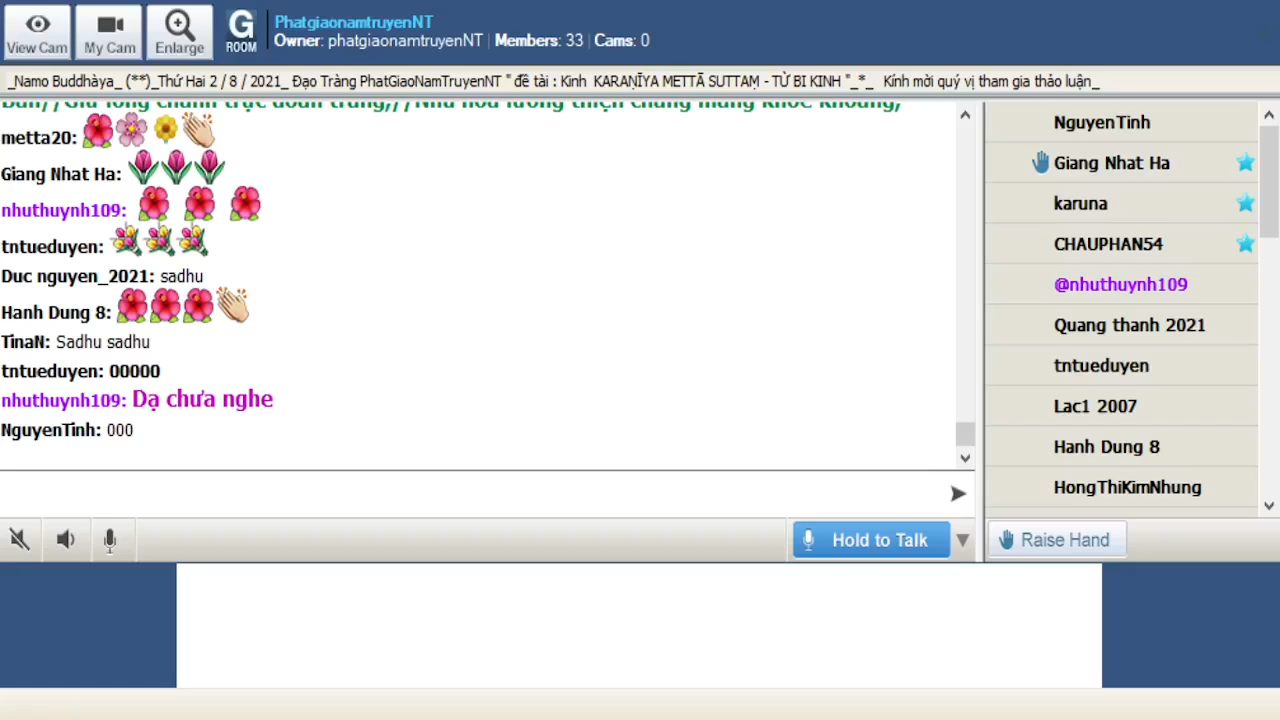 View Cam
My Cam
Enlarge
G
ROOM
PhatgiaonamtruyenNT
Owner: phatgiaonamtruyenNT | Members: 33 | Cams: 0
_Namo Buddhàya_ (**)_Thứ Hai 2 / 8 / 2021_ Đạo Tràng PhatGiaoNamTruyenNT " đề tài : Kinh KARAṆĪYA METTĀ SUTTAṂ - TỪ BI KINH "_*_ Kính mời quý vị tham gia thảo luận_
metta20:
Giang Nhat Ha:
nhuthuynh109:
tntueduyen:
Duc nguyen_2021: sadhu
Hanh Dung 8:
TinaN: Sadhu sadhu
tntueduyen: 00000
nhuthuynh109: Dạ chưa nghe
NguyenTinh: 000
Hold to Talk
NguyenTinh
Giang Nhat Ha
karuna
CHAUPHAN54
@nhuthuynh109
Quang thanh 2021
tntueduyen
Lac1 2007
Hanh Dung 8
HongThiKimNhung
Raise Hand